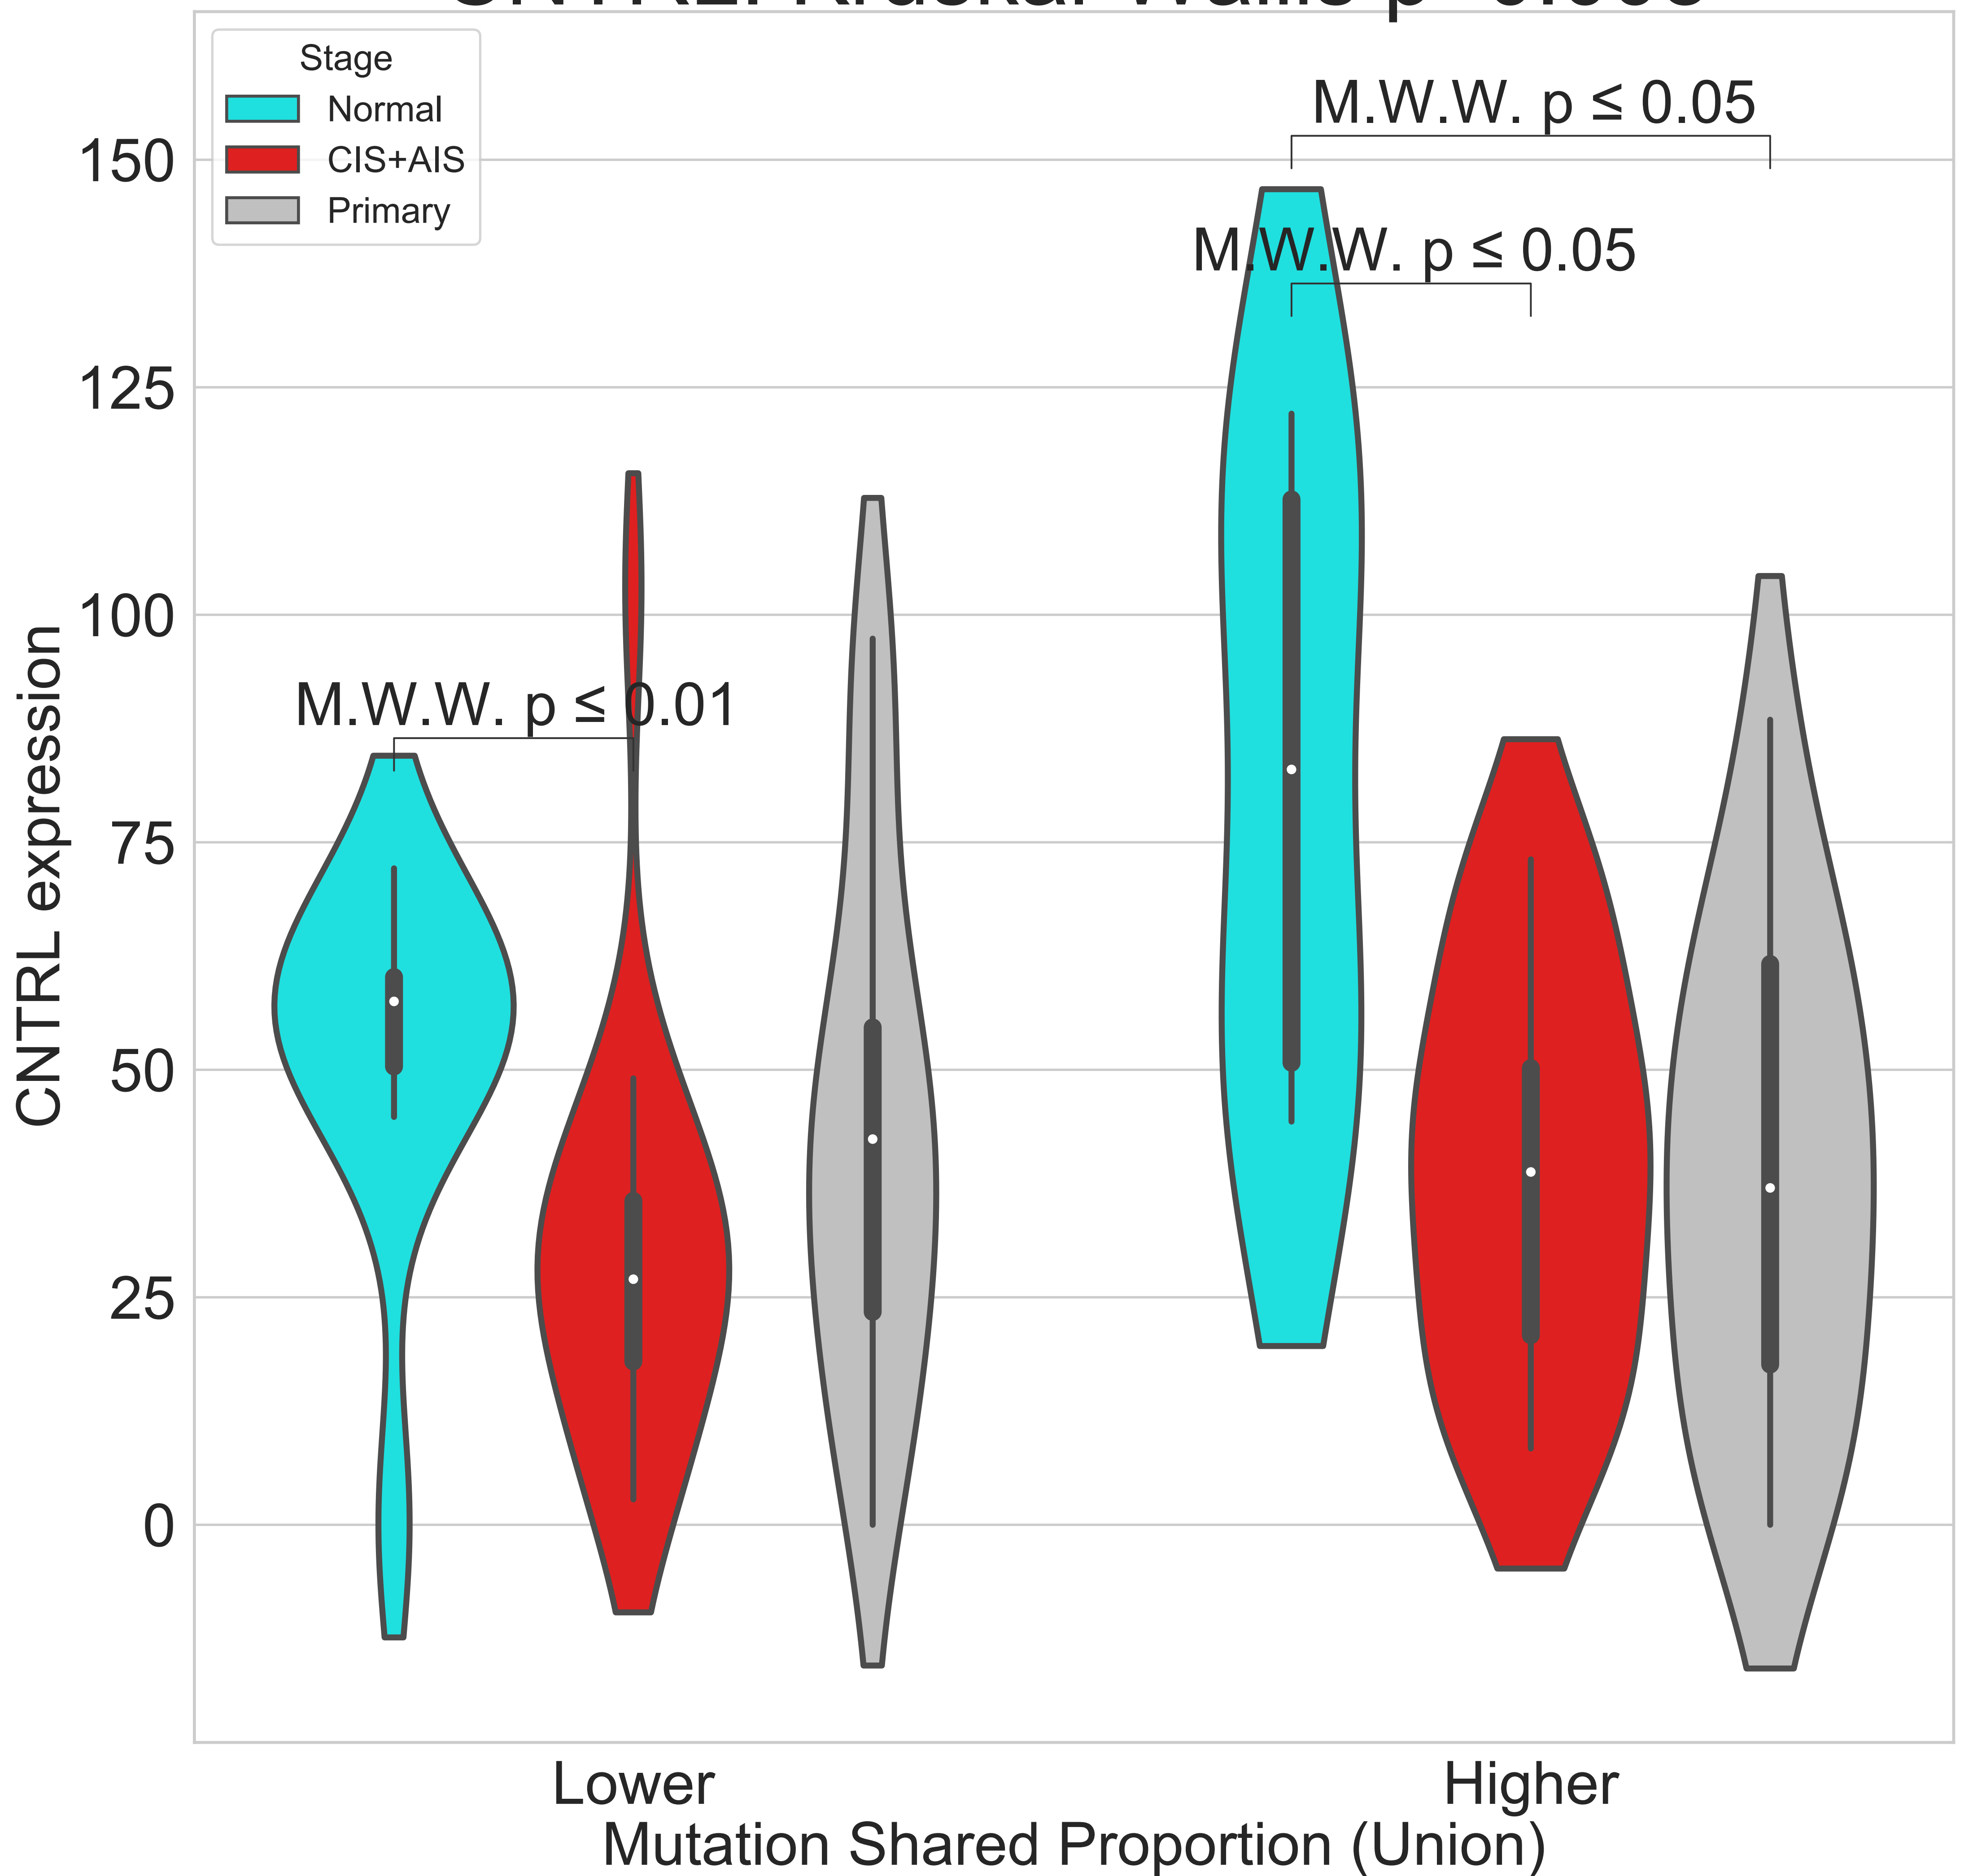 Stage
Normal
CIS+AIS
Primary
M.W.W. p ≤ 0.05
M.W.W. p ≤ 0.05
M.W.W. p ≤ 0.01
150
125
100
75
50
25
0
CNTRL expression
Lower
Higher
Mutation Shared Proportion (Union)